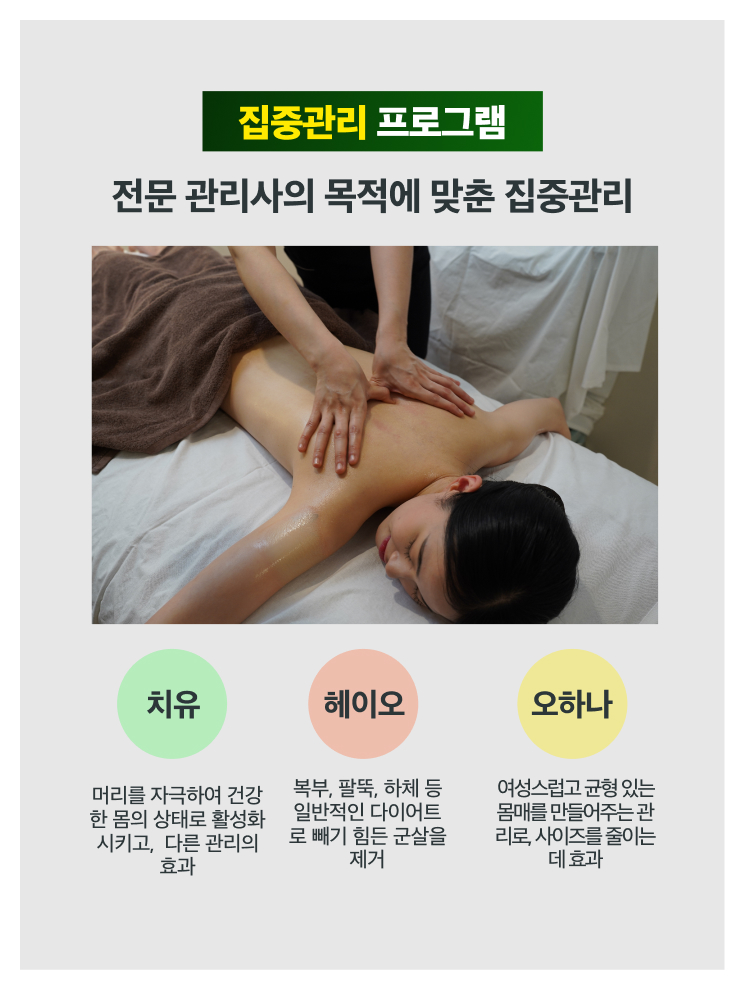 집중관리 프로그램
전문 관리사의 목적에 맞춘 집중관리
치유
헤이오
오하나
머리를 자극하여 건강
한 몸의 상태로 활성화
시키고, 다른 관리의
효과
복부, 팔뚝, 하체 등
일반적인 다이어트
로 빼기 힘든 군살을
제거
여성스럽고 균형 있는
몸매를 만들어주는 관
리로, 사이즈를 줄이는
데 효과